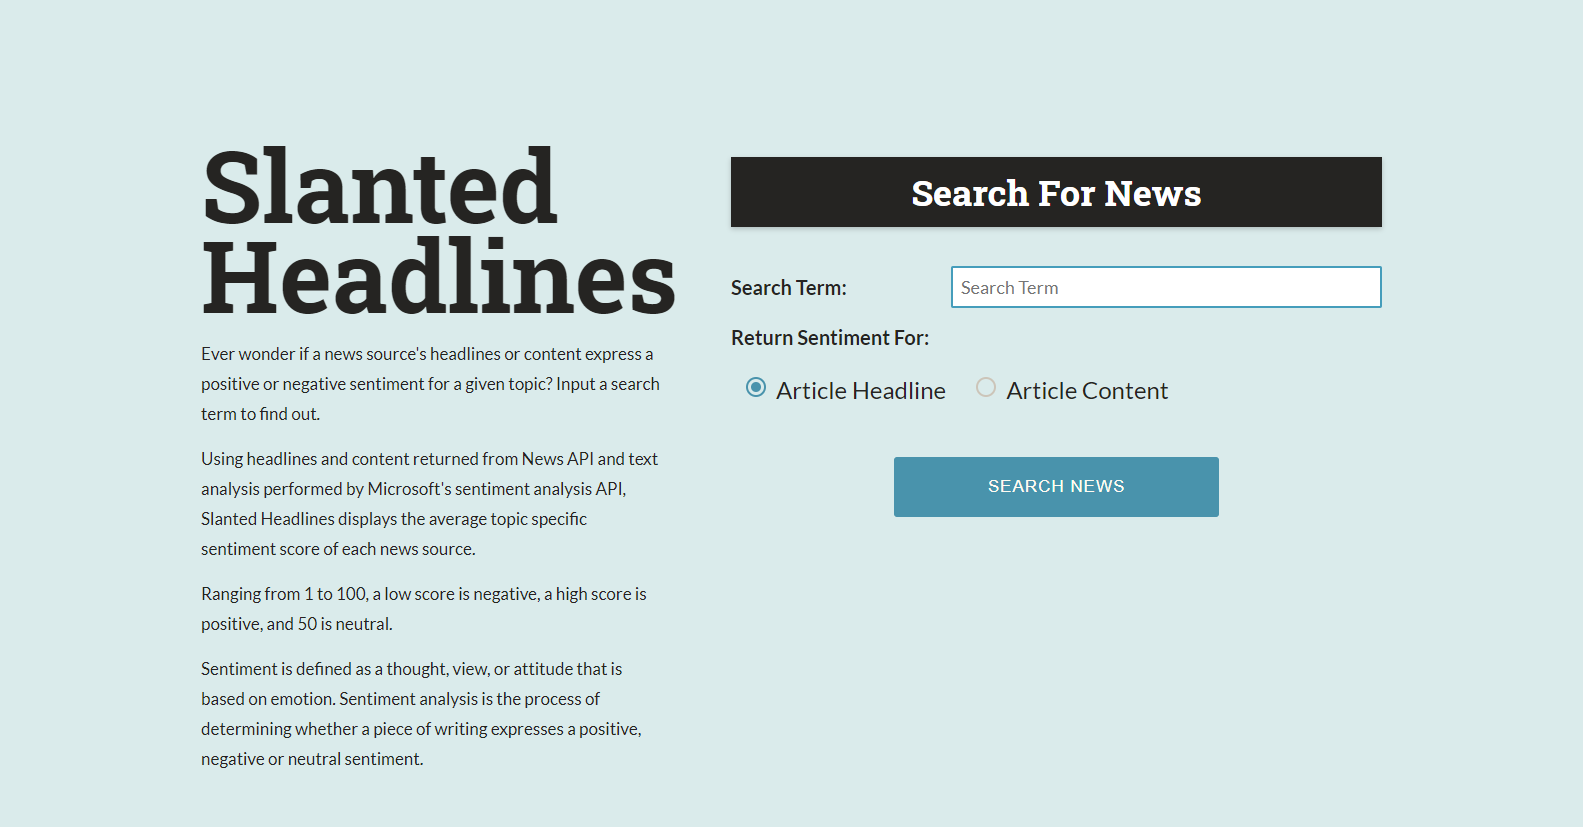 Slanted
Headlines
Ever wonder if a news source's headlines or content express a
positive or negative sentiment for a given topic? Input a search
term to find out.
Using headlines and content returned from News API and text
analysis performed by Microsoft's sentiment analysis API,
Slanted Headlines displays the average topic specific
sentiment score of each news source.
Ranging from 1 to 100, a low score is negative, a high score is
positive, and 50 is neutral.
Sentiment is defined as a thought, view, or attitude that is
based on emotion. Sentiment analysis is the process of
determining whether a piece of writing expresses a positive,
negative or neutral sentiment.
Search For News
Search Term: Search Term
Return Sentiment For:
Article Headline Article Content
SEARCH NEWS